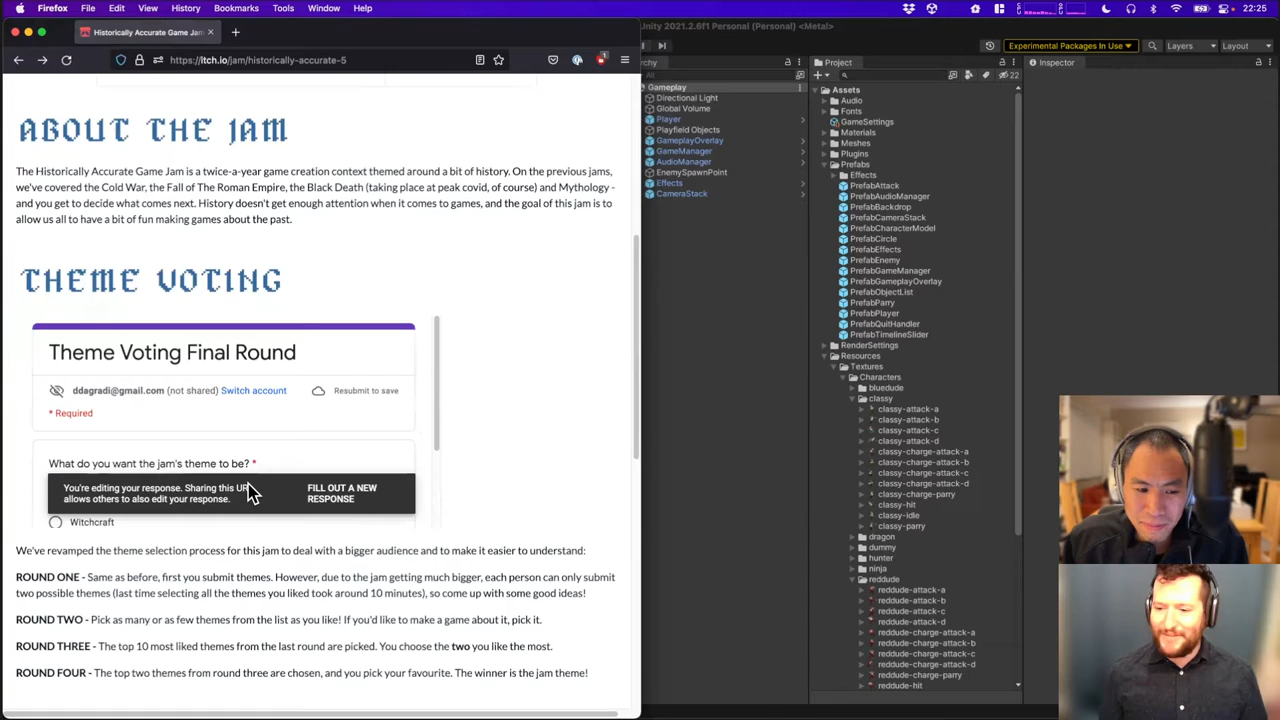 Firefox File Edit View History Bookmarks Tools Window Help
22:25
Historically Accurate Game Jam
https://itch.io/jam/historically-accurate-5
ABOUT THE JAM
The Historically Accurate Game Jam is a twice-a-year game creation context themed around a bit of history. On the previous jams,
we've covered the Cold War, the Fall of The Roman Empire, the Black Death (taking place at peak covid, of course) and Mythology -
and you get to decide what comes next. History doesn't get enough attention when it comes to games, and the goal of this jam is to
allow us all to have a bit of fun making games about the past.
THEME VOTING
Theme Voting Final Round
ddagradi@gmail.com (not shared) Switch account
Resubmit to save
* Required
What do you want the jam's theme to be? *
You're editing your response. Sharing this UR
allows others to also edit your response.
FILL OUT A NEW
RESPONSE
Witchcraft
We've revamped the theme selection process for this jam to deal with a bigger audience and to make it easier to understand:
ROUND ONE - Same as before, first you submit themes. However, due to the jam getting much bigger, each person can only submit
two possible themes (last time selecting all the themes you liked took around 10 minutes), so come up with some good ideas!
ROUND TWO - Pick as many or as few themes from the list as you like! If you'd like to make a game about it, pick it.
ROUND THREE - The top 10 most liked themes from the last round are picked. You choose the two you like the most.
ROUND FOUR - The top two themes from round three are chosen, and you pick your favourite. The winner is the jam theme!
Unity 2021.2.6f1 Personal (Personal) <Metal>
Experimental Packages In Use
Layers
Layout
archy
All
Gameplay
Directional Light
Global Volume
Player
Playfield Objects
GameplayOverlay
GameManager
AudioManager
EnemySpawnPoint
Effects
CameraStack
Project
22
Assets
Audio
Fonts
GameSettings
Materials
Meshes
Plugins
Prefabs
Effects
PrefabAttack
PrefabAudioManager
PrefabBackdrop
PrefabCameraStack
PrefabCharacterModel
PrefabCircle
PrefabEffects
PrefabEnemy
PrefabGameManager
PrefabGameplayOverlay
PrefabObjectList
PrefabParry
PrefabPlayer
PrefabQuitHandler
PrefabTimelineSlider
RenderSettings
Resources
Textures
Characters
bluedude
classy
classy-attack-a
classy-attack-b
classy-attack-c
classy-attack-d
classy-charge-attack-a
classy-charge-attack-b
classy-charge-attack-c
classy-charge-attack-d
classy-charge-parry
classy-hit
classy-idle
classy-parry
dragon
dummy
hunter
ninja
reddude
reddude-attack-a
reddude-attack-b
reddude-attack-c
reddude-attack-d
reddude-charge-attack-a
reddude-charge-attack-b
reddude-charge-attack-c
reddude-charge-attack-d
reddude-charge-parry
reddude-hit
Inspector